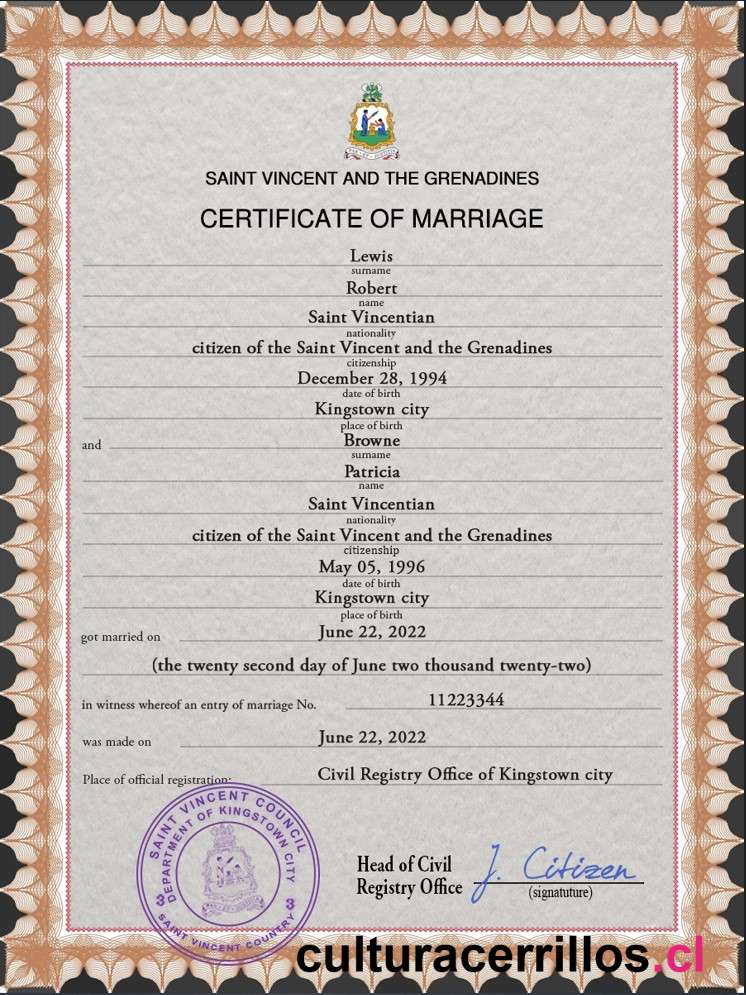 SAINT VINCENT AND THE GRENADINES
CERTIFICATE OF MARRIAGE
Lewis
surname
Robert
name
Saint Vincentian
nationality
citizen of the Saint Vincent and the Grenadines
citizenship
December 28, 1994
date of birth
Kingstown city
place of birth
and Browne
surname
Patricia
name
Saint Vincentian
nationality
citizen of the Saint Vincent and the Grenadines
citizenship
May 05, 1996
date of birth
Kingstown city
place of birth
got married on June 22, 2022
(the twenty second day of June two thousand twenty-two)
in witness whereof an entry of marriage No. 11223344
was made on June 22, 2022
Place of official registration: Civil Registry Office of Kingstown city
SAINT VINCENT COUNCIL
DEPARTMENT OF KINGSTOWN CITY
3 3
SAINT VINCENT COUNTRY
Head of Civil
Registry Office
J. Citizen
(signatuture)
culturacerrillos.cl